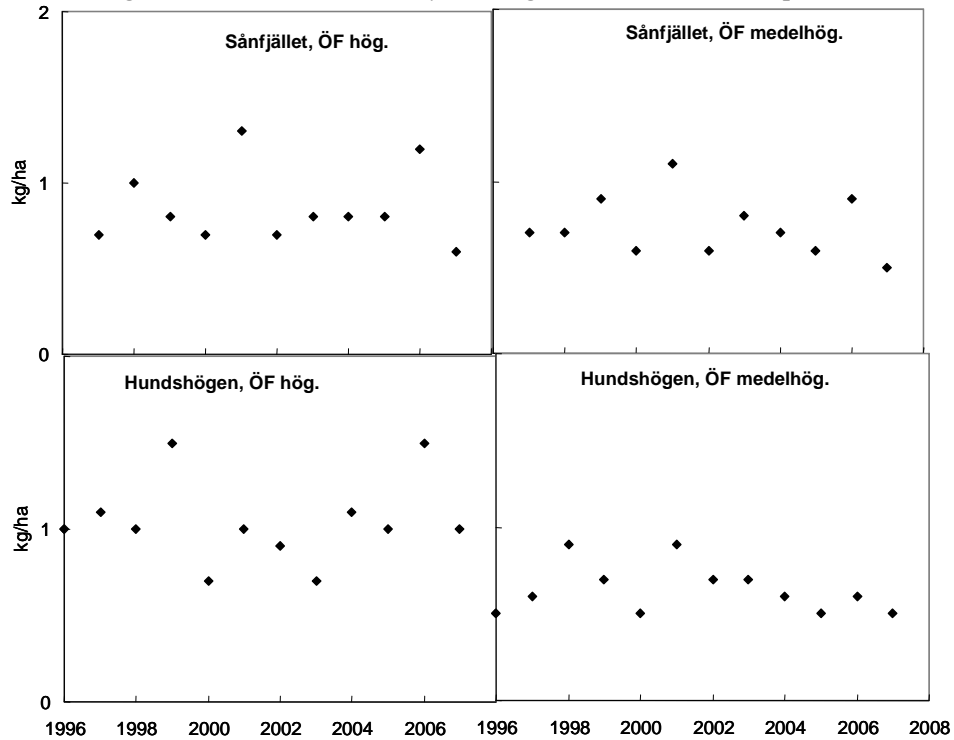 2
Sånfjället, ÖF hög.
Sånfjället, ÖF medelhög.
kg/ha
1
0
Hundshögen, ÖF hög.
Hundshögen, ÖF medelhög.
kg/ha
1
0
1996 1998 2000 2002 2004 2006 1996 1998 2000 2002 2004 2006 2008